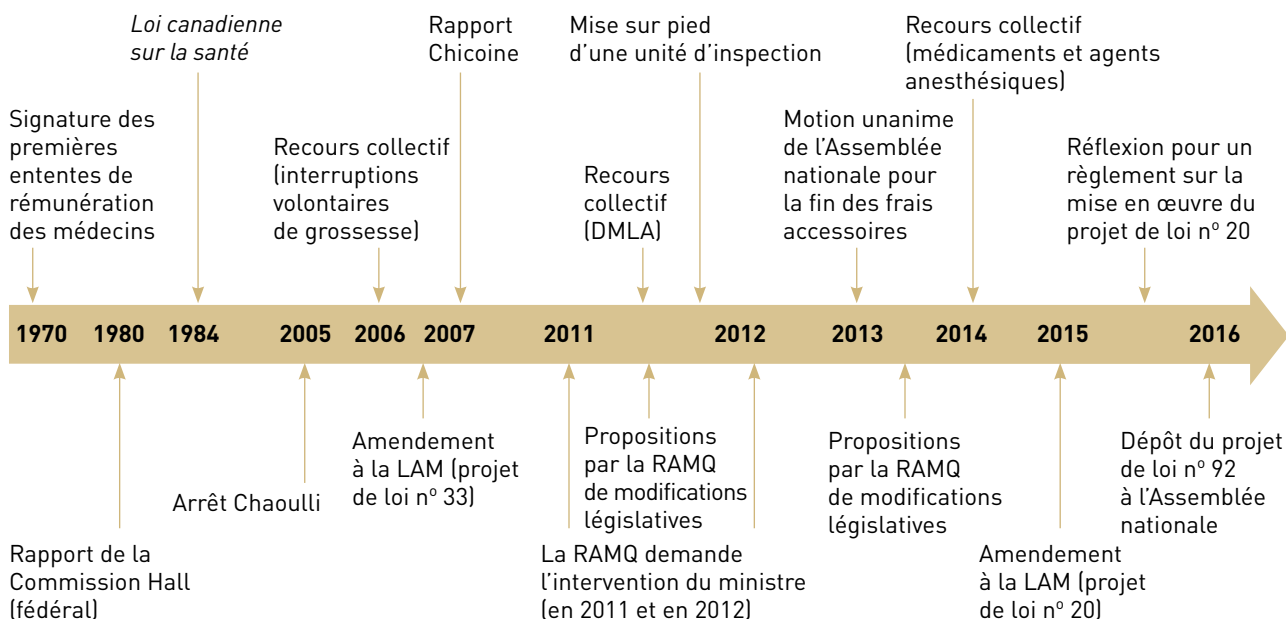 Loi canadienne
sur la santé
Rapport
Chicoine
Mise sur pied
d'une unité d'inspection
Recours collectif
(médicaments et agents
anesthésiques)
Signature des
premières
ententes de
rémunération
des médecins
Recours collectif
(interruptions
volontaires
de grossesse)
Recours
collectif
(DMLA)
Motion unanime
de l'Assemblée
nationale pour
la fin des frais
accessoires
Réflexion pour un
règlement sur la
mise en œuvre du
projet de loi nº 20
1970 1980 1984 2005 2006 2007 2011 2012 2013 2014 2015 2016
Rapport de la
Commission Hall
(fédéral)
Arrêt Chaoulli
Amendement
à la LAM (projet
de loi nº 33)
Propositions
par la RAMQ
de modifications
législatives
La RAMQ demande
l'intervention du ministre
(en 2011 et en 2012)
Propositions
par la RAMQ
de modifications
législatives
Amendement
à la LAM (projet
de loi nº 20)
Dépôt du projet
de loi nº 92
à l'Assemblée
nationale